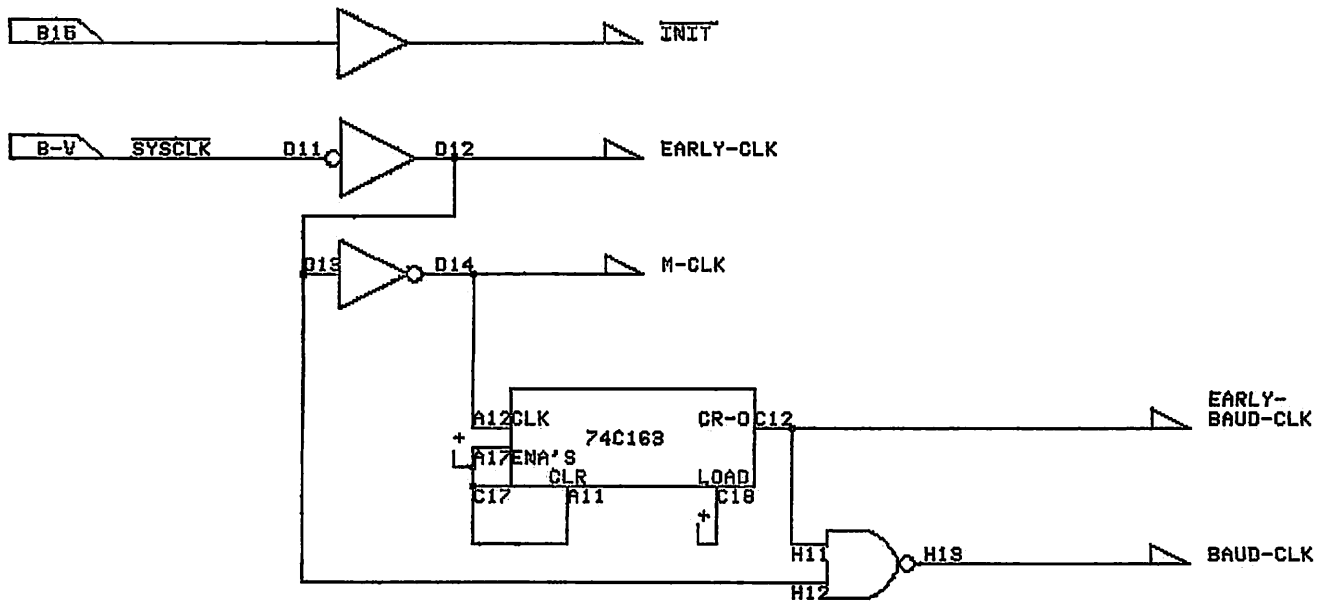 B15 INIT
B-V SYSCLK D11 D12 EARLY-CLK
D13 D14 M-CLK
EARLY-
A12 CLK CR-O C12 BAUD-CLK
+ 74C163
A17 ENA'S
CLR LOAD
C17 A11 C18
+
H11 H13 BAUD-CLK
H12